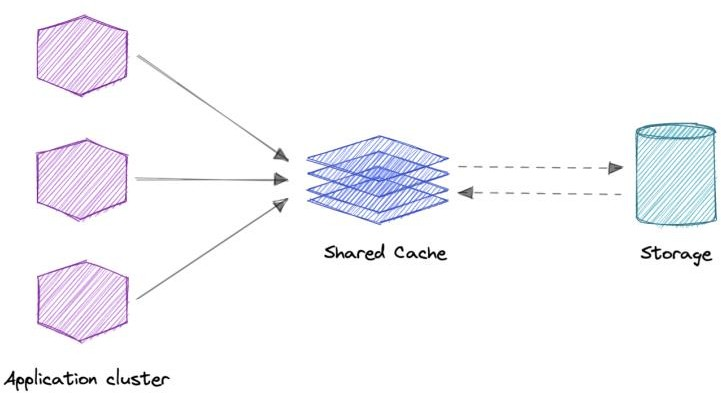 Shared Cache
Storage
Application cluster